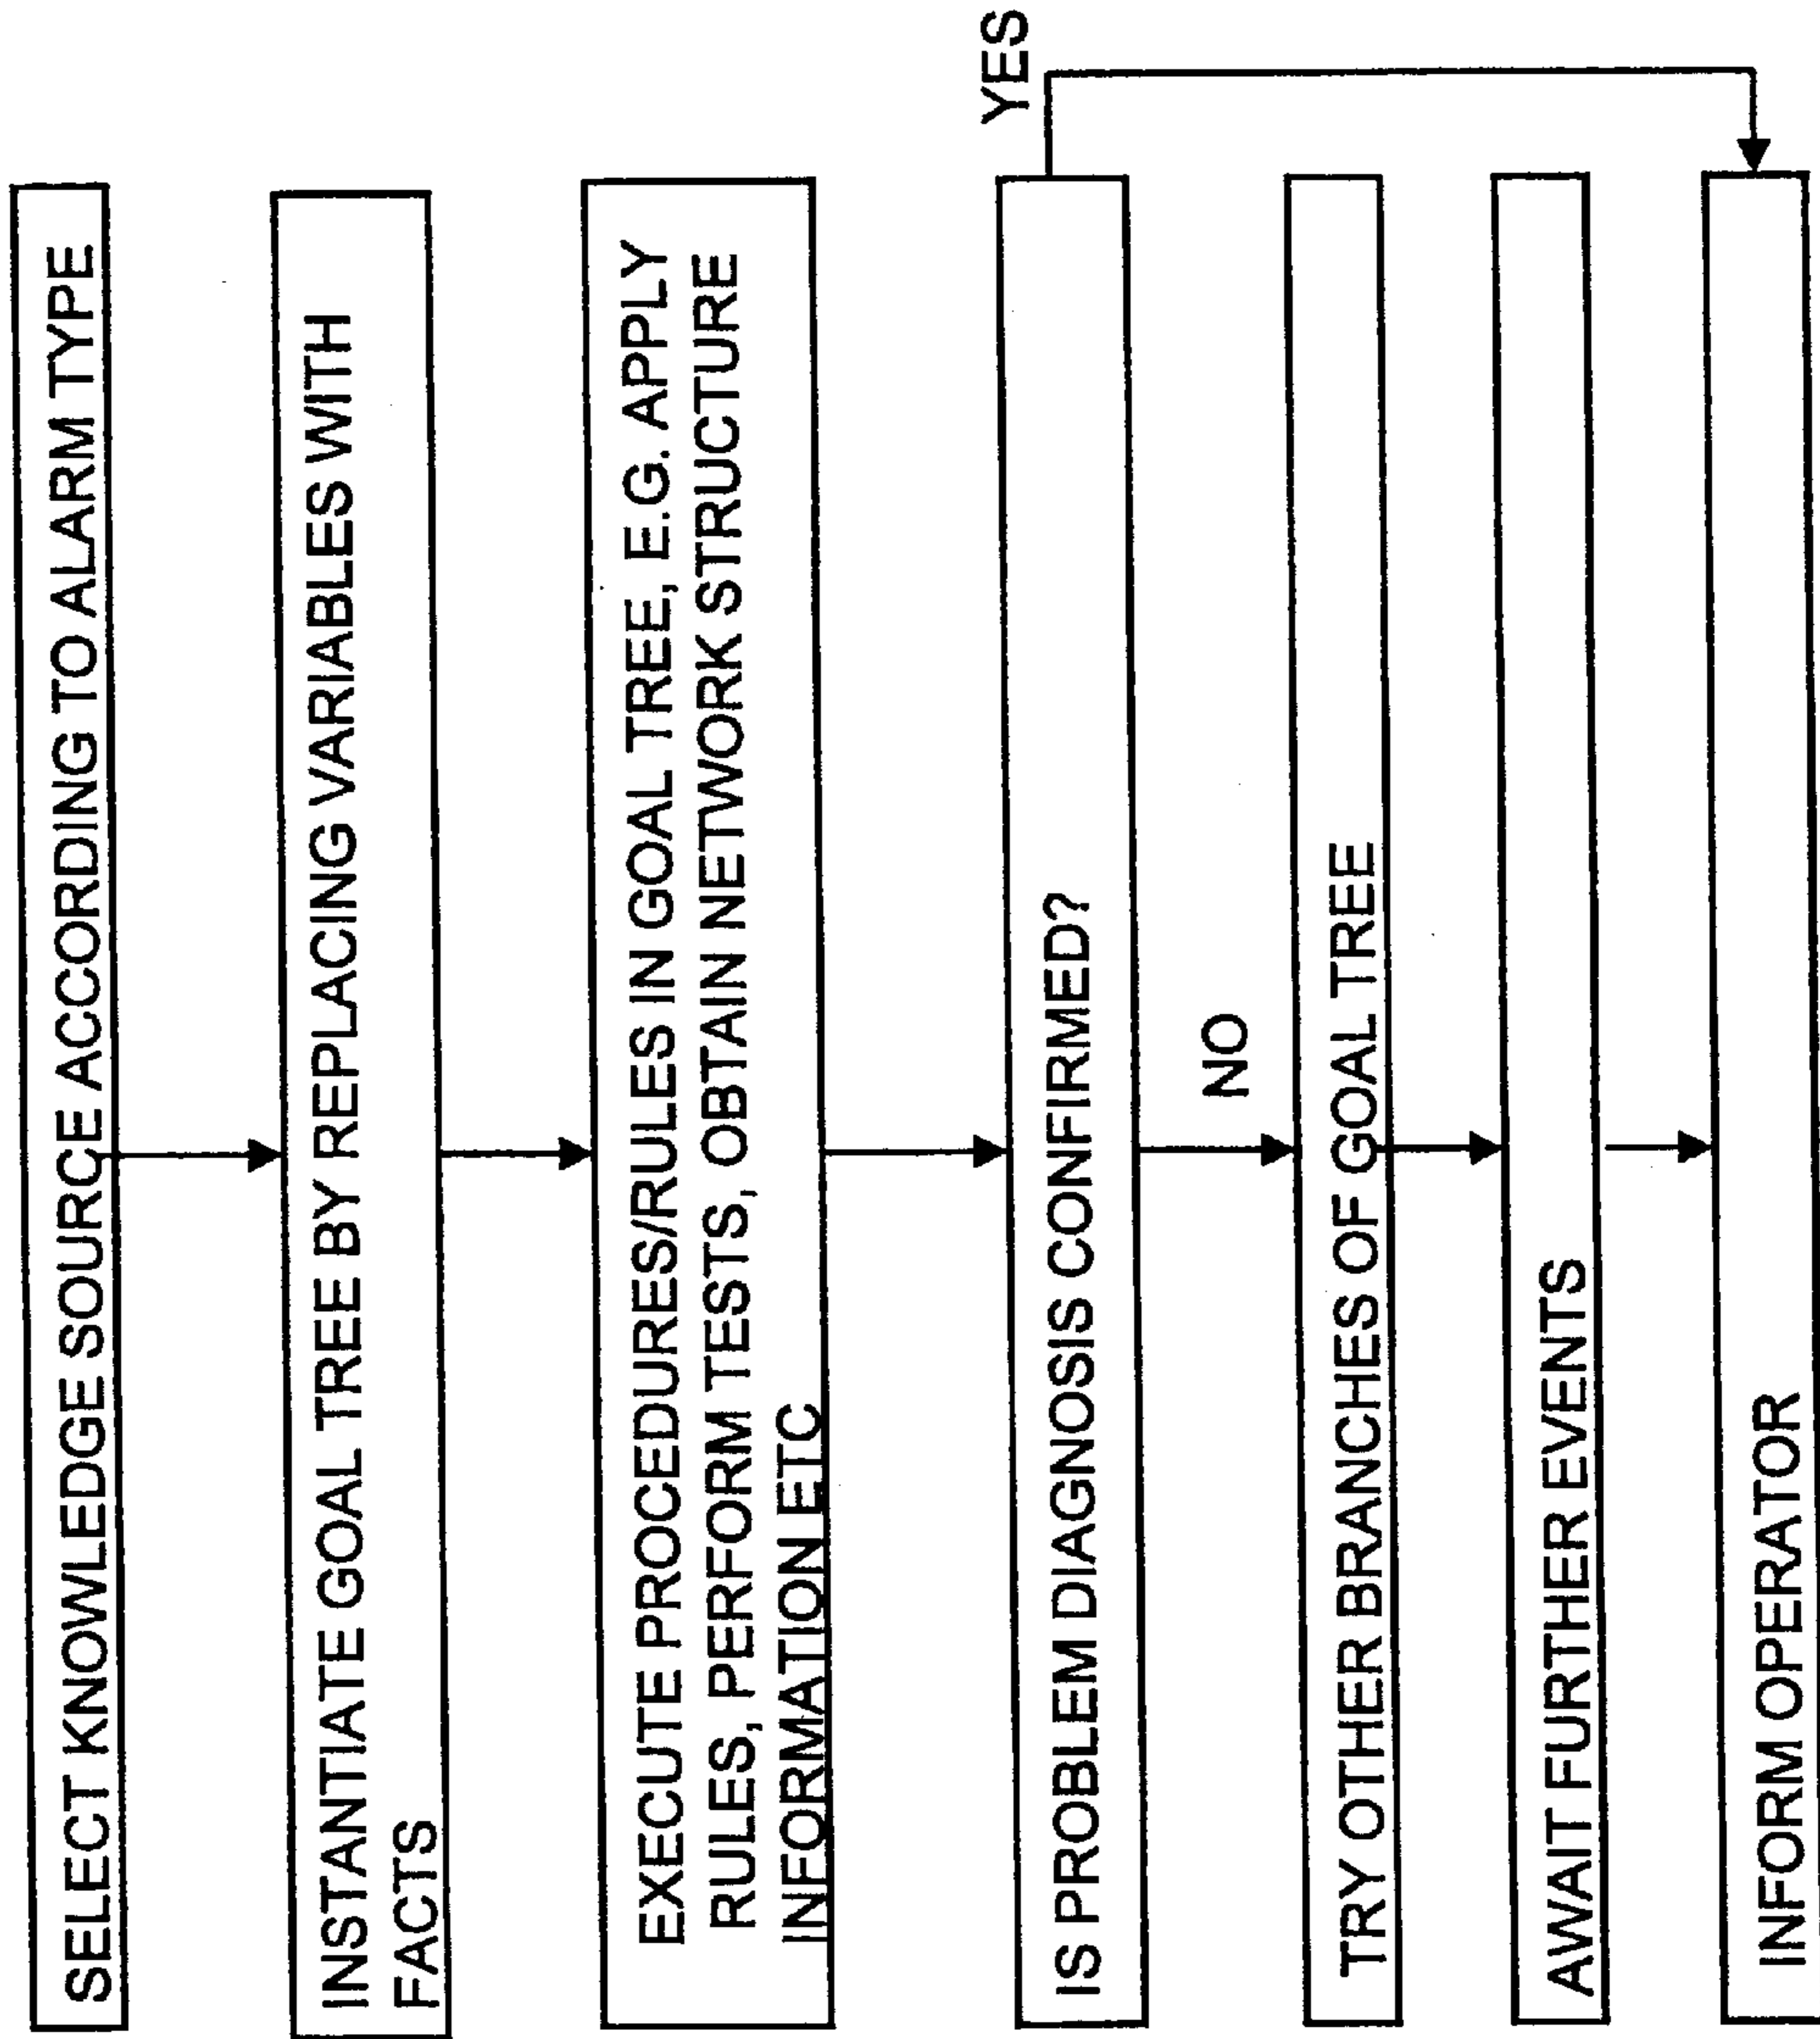 SELECT KNOWLEDGE SOURCE ACCORDING TO ALARM TYPE
INSTANTIATE GOAL TREE BY REPLACING VARIABLES WITH
FACTS
EXECUTE PROCEDURES/RULES IN GOAL TREE, E.G. APPLY
RULES, PERFORM TESTS, OBTAIN NETWORK STRUCTURE
INFORMATION ETC
IS PROBLEM DIAGNOSIS CONFIRMED?
YES
NO
TRY OTHER BRANCHES OF GOAL TREE
AWAIT FURTHER EVENTS
INFORM OPERATOR